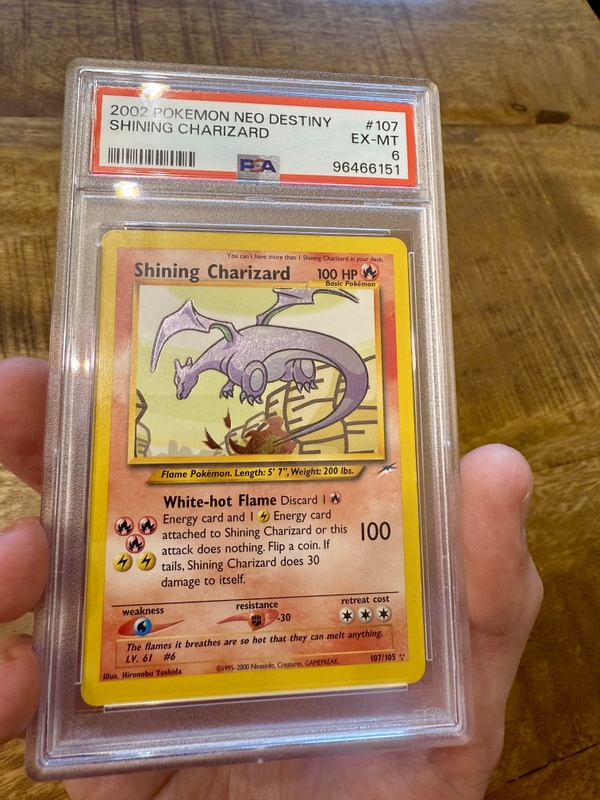 2002 POKEMON NEO DESTINY #107
SHINING CHARIZARD EX-MT
6
PSA 96466151
You can't have more than 1 Shining Charizard in your deck.
Shining Charizard 100 HP
Basic Pokémon
Flame Pokémon. Length: 5' 7", Weight: 200 lbs.
White-hot Flame Discard 1
Energy card and 1 Energy card
attached to Shining Charizard or this
attack does nothing. Flip a coin. If
tails, Shining Charizard does 30
damage to itself.
100
weakness resistance retreat cost
-30
The flames it breathes are so hot that they can melt anything.
LV. 61 #6
107/105
Illus. Hironobu Yoshida ©1995-2000 Nintendo, Creatures, GAMEFREAK.